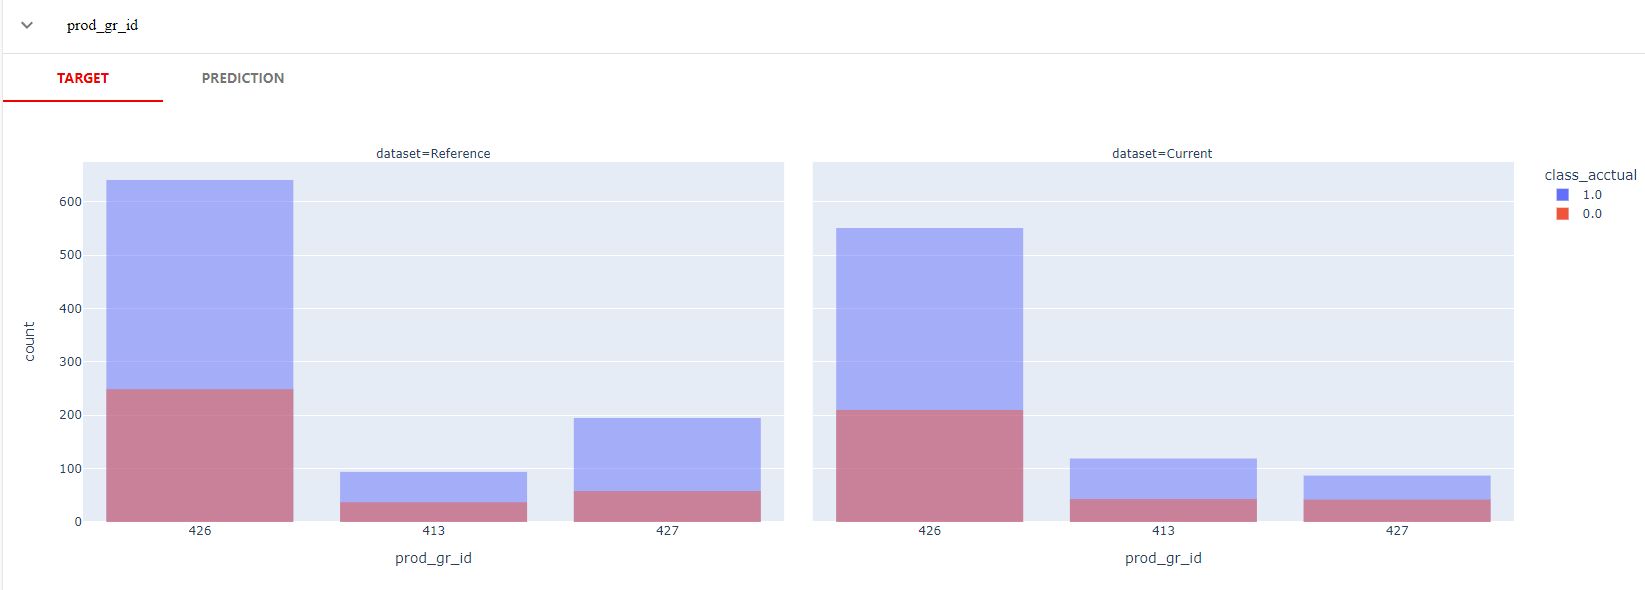 prod_gr_id
TARGET
PREDICTION
dataset=Reference
dataset=Current
class_acctual
1.0
0.0
count
600
500
400
300
200
100
0
426
413
427
426
413
427
prod_gr_id
prod_gr_id